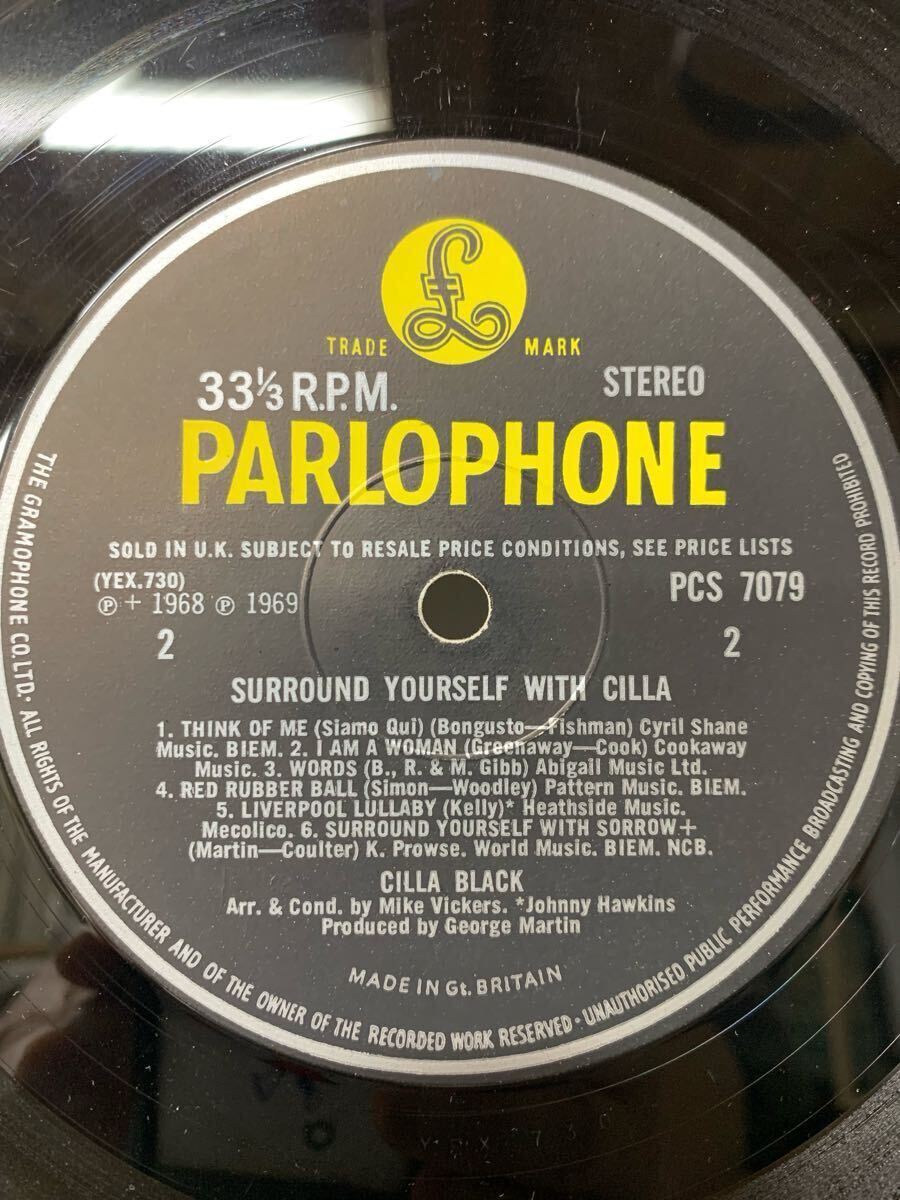 £
TRADE MARK
33⅓ R.P.M. STEREO
PARLOPHONE
SOLD IN U.K. SUBJECT TO RESALE PRICE CONDITIONS, SEE PRICE LISTS
(YEX.730) PCS 7079
℗ + 1968 ℗ 1969
2 2
SURROUND YOURSELF WITH CILLA
1. THINK OF ME (Siamo Qui) (Bongusto—Fishman) Cyril Shane
Music. BIEM. 2. I AM A WOMAN (Greenaway—Cook) Cookaway
Music. 3. WORDS (B., R. & M. Gibb) Abigail Music Ltd.
4. RED RUBBER BALL (Simon—Woodley) Pattern Music. BIEM.
5. LIVERPOOL LULLABY (Kelly)* Heathside Music.
Mecolico. 6. SURROUND YOURSELF WITH SORROW+
(Martin—Coulter) K. Prowse. World Music. BIEM. NCB.
CILLA BLACK
Arr. & Cond. by Mike Vickers. *Johnny Hawkins
Produced by George Martin
MADE IN Gt. BRITAIN
THE GRAMOPHONE CO. LTD. · ALL RIGHTS OF THE MANUFACTURER AND OF THE OWNER OF THE RECORDED WORK RESERVED · UNAUTHORISED PUBLIC PERFORMANCE BROADCASTING AND COPYING OF THIS RECORD PROHIBITED